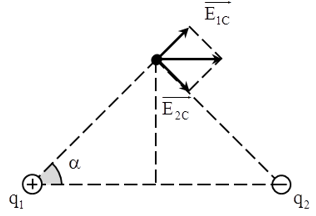 E₁C
E₂C
α
+
−
q₁
q₂